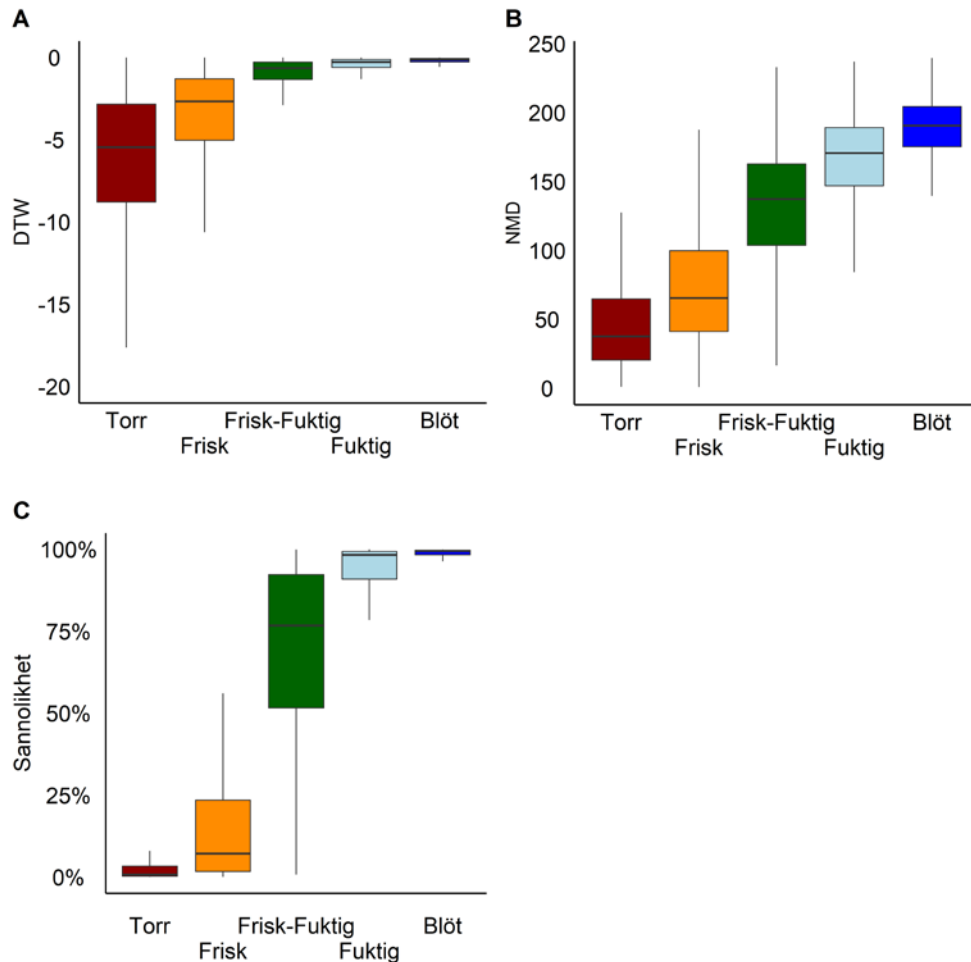 A
0
-5
-10
-15
-20
DTW
Torr
Frisk
Frisk-Fuktig
Fuktig
Blöt
B
250
200
150
100
50
0
NMD
Torr
Frisk
Frisk-Fuktig
Fuktig
Blöt
C
100%
75%
50%
25%
0%
Sannolikhet
Torr
Frisk
Frisk-Fuktig
Fuktig
Blöt